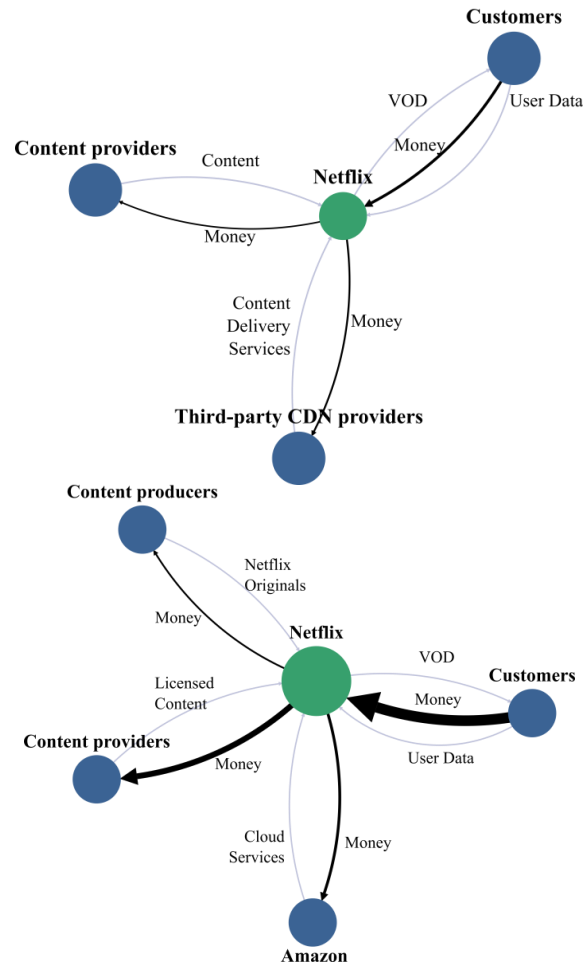 Customers
VOD
User Data
Money
Content providers
Content
Netflix
Money
Content
Delivery
Services
Money
Third-party CDN providers
Content producers
Netflix
Originals
Money
Netflix
VOD
Licensed
Content
Customers
Money
Content providers
Money
User Data
Cloud
Services
Money
Amazon